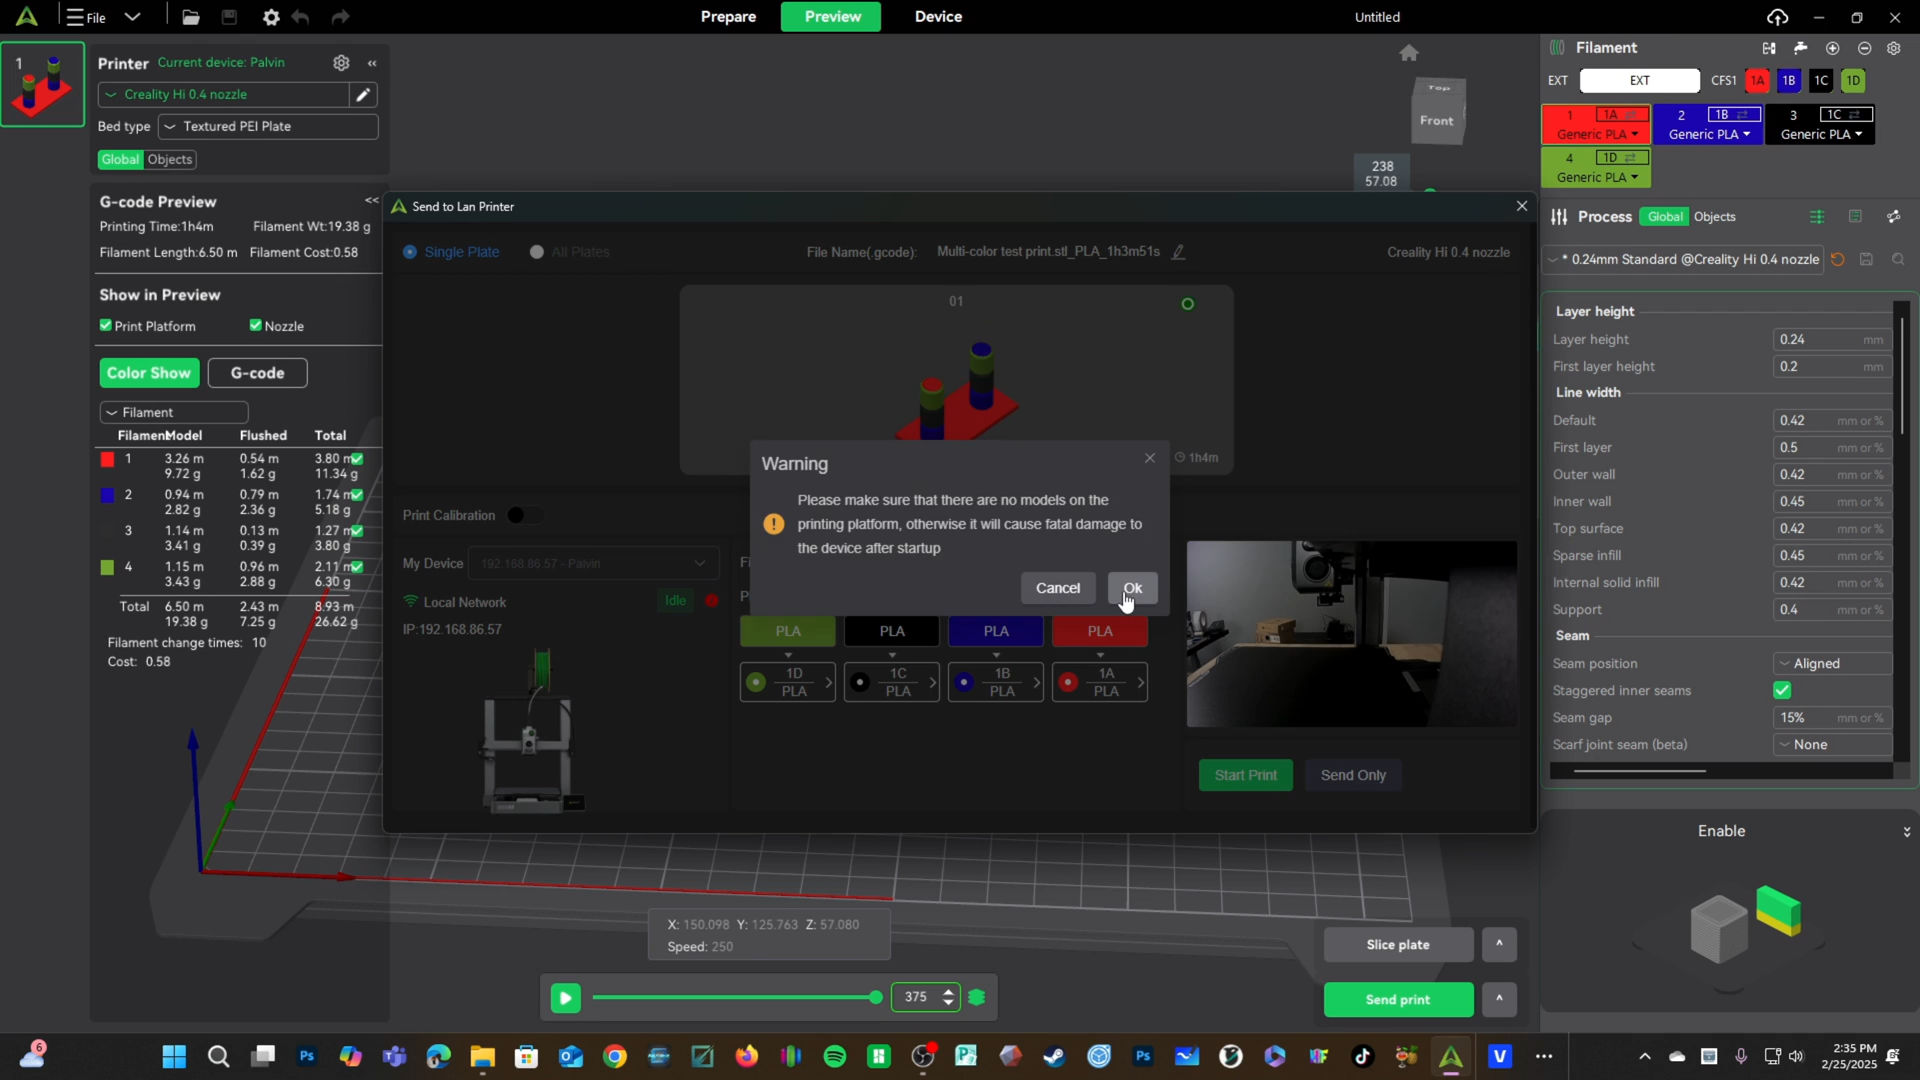 File
Prepare
Preview
Device
Untitled
1
Printer Current device: Palvin
Creality Hi 0.4 nozzle
Bed type Textured PEI Plate
Global Objects
G-code Preview <<
Printing Time:1h4m Filament Wt:19.38 g
Filament Length:6.50 m Filament Cost:0.58
Show in Preview
Print Platform Nozzle
Color Show G-code
Filament
Filamen Model Flushed Total
1 3.26 m 0.54 m 3.80 m
9.72 g 1.62 g 11.34 g
2 0.94 m 0.79 m 1.74 m
2.82 g 2.36 g 5.18 g
3 1.14 m 0.13 m 1.27 m
3.41 g 0.39 g 3.80 g
4 1.15 m 0.96 m 2.11 m
3.43 g 2.88 g 6.30 g
Total 6.50 m 2.43 m 8.93 m
19.38 g 7.25 g 26.62 g
Filament change times: 10
Cost: 0.58
Top
Front
238
57.08
Send to Lan Printer
Single Plate All Plates File Name(.gcode): Multi-color test print.stl_PLA_1h3m51s Creality Hi 0.4 nozzle
01
1h4m
Print Calibration
My Device 192.168.86.57 - Palvin
Local Network Idle
IP:192.168.86.57
Warning
Please make sure that there are no models on the
printing platform, otherwise it will cause fatal damage to
the device after startup
Cancel Ok
PLA PLA PLA PLA
1D 1C 1B 1A
PLA PLA PLA PLA
Start Print Send Only
X: 150.098 Y: 125.763 Z: 57.080
Speed: 250
375
Slice plate ^
Send print ^
Filament
EXT EXT CFS1 1A 1B 1C 1D
1 1A 2 1B 3 1C
Generic PLA Generic PLA Generic PLA
4 1D
Generic PLA
Process Global Objects
* 0.24mm Standard @Creality Hi 0.4 nozzle
Layer height
Layer height 0.24 mm
First layer height 0.2 mm
Line width
Default 0.42 mm or %
First layer 0.5 mm or %
Outer wall 0.42 mm or %
Inner wall 0.45 mm or %
Top surface 0.42 mm or %
Sparse infill 0.45 mm or %
Internal solid infill 0.42 mm or %
Support 0.4 mm or %
Seam
Seam position Aligned
Staggered inner seams
Seam gap 15% mm or %
Scarf joint seam (beta) None
Enable
6
Ps
Ps
V
2:35 PM
2/25/2025